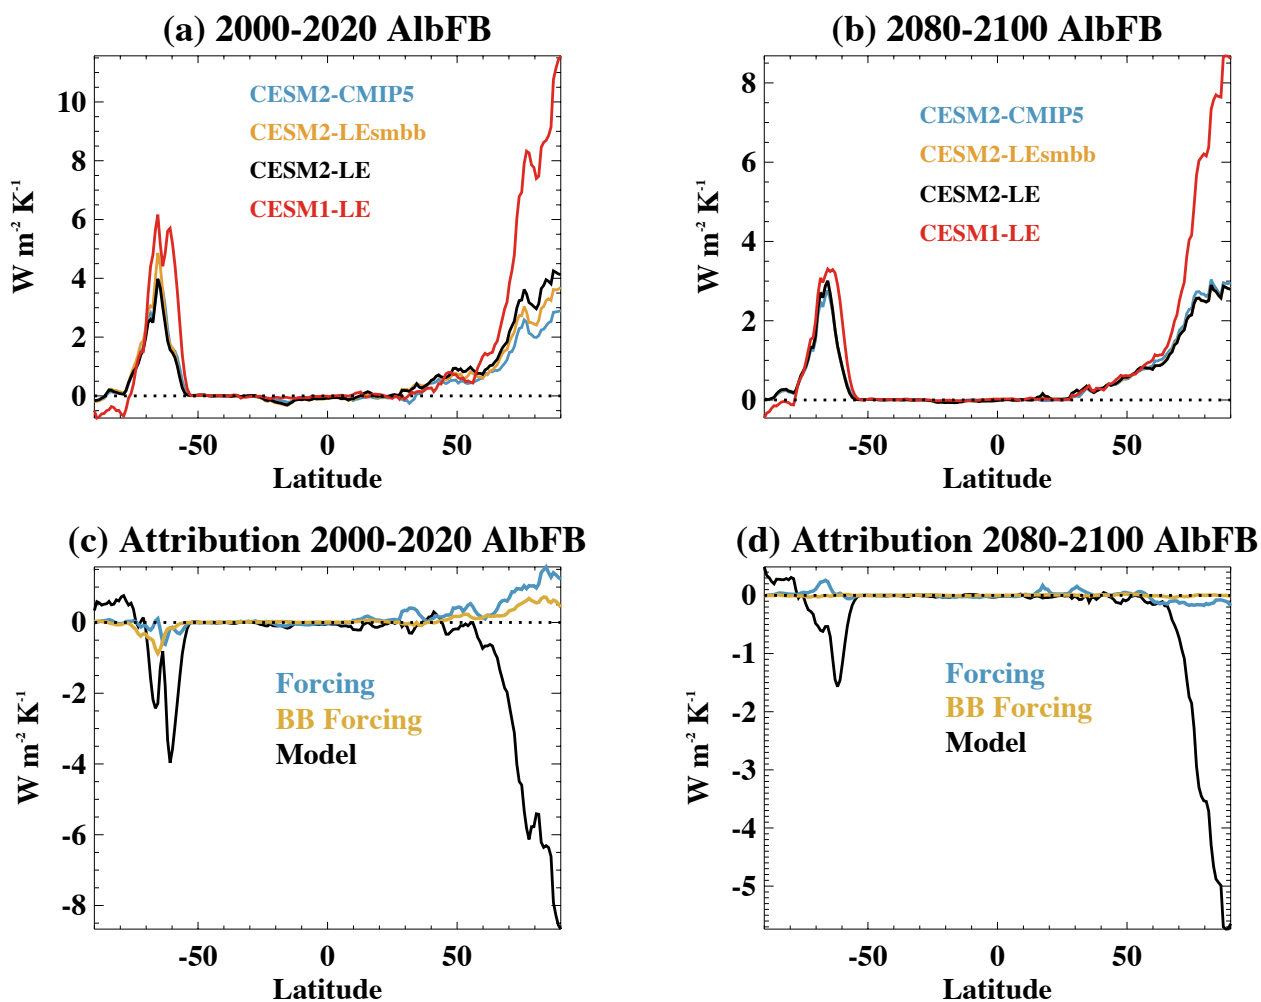 (a) 2000-2020 AlbFB
10
8
6
4
2
0
W m-2 K-1
CESM2-CMIP5
CESM2-LEsmbb
CESM2-LE
CESM1-LE
-50 0 50
Latitude
(b) 2080-2100 AlbFB
8
6
4
2
0
W m-2 K-1
CESM2-CMIP5
CESM2-LEsmbb
CESM2-LE
CESM1-LE
-50 0 50
Latitude
(c) Attribution 2000-2020 AlbFB
0
-2
-4
-6
-8
W m-2 K-1
Forcing
BB Forcing
Model
-50 0 50
Latitude
(d) Attribution 2080-2100 AlbFB
0
-1
-2
-3
-4
-5
W m-2 K-1
Forcing
BB Forcing
Model
-50 0 50
Latitude